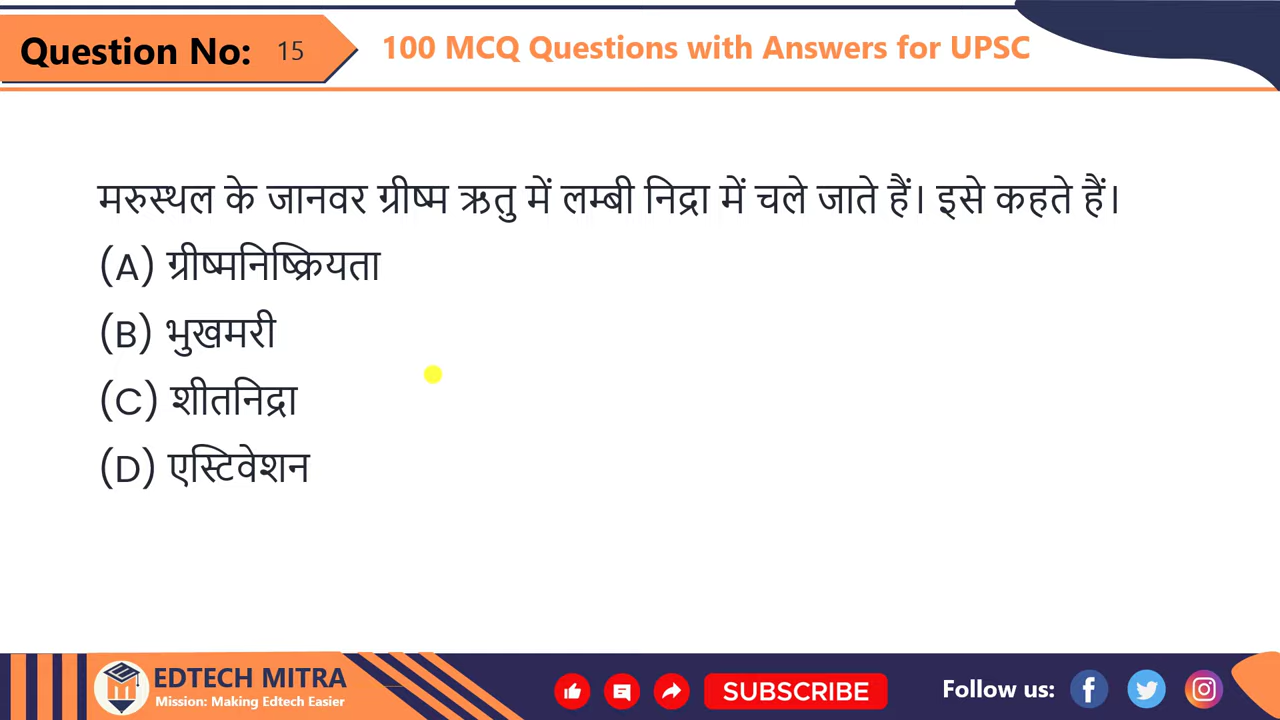 Question No: 15
100 MCQ Questions with Answers for UPSC
मरुस्थल के जानवर ग्रीष्म ऋतु में लम्बी निद्रा में चले जाते हैं। इसे कहते हैं।
(A) ग्रीष्मनिष्क्रियता
(B) भुखमरी
(C) शीतनिद्रा
(D) एस्टिवेशन
EDTECH MITRA
Mission: Making Edtech Easier
SUBSCRIBE
Follow us: